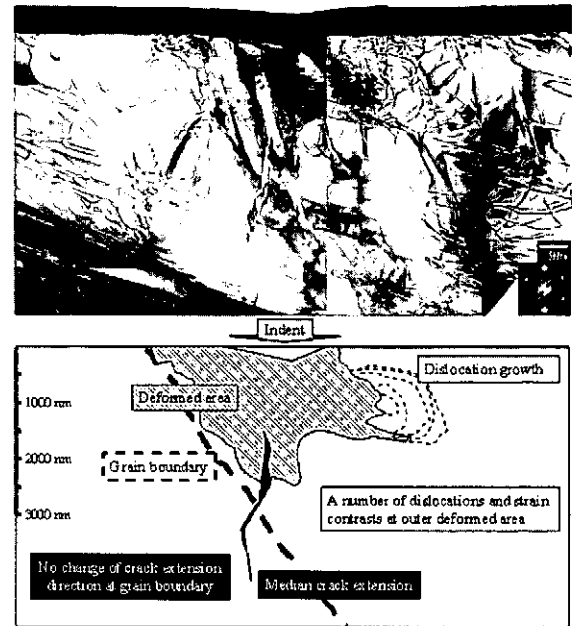 Indent
Dislocation growth
1000 nm
Deformed area
2000 nm
Grain boundary
3000 nm
A number of dislocations and strain
contrasts at outer deformed area
No change of crack extension
direction at grain boundary
Median crack extension